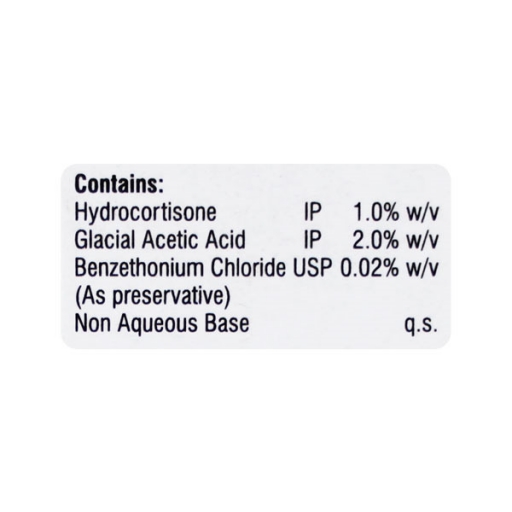 Contains:
Hydrocortisone IP 1.0% w/v
Glacial Acetic Acid IP 2.0% w/v
Benzethonium Chloride USP 0.02% w/v
(As preservative)
Non Aqueous Base q.s.